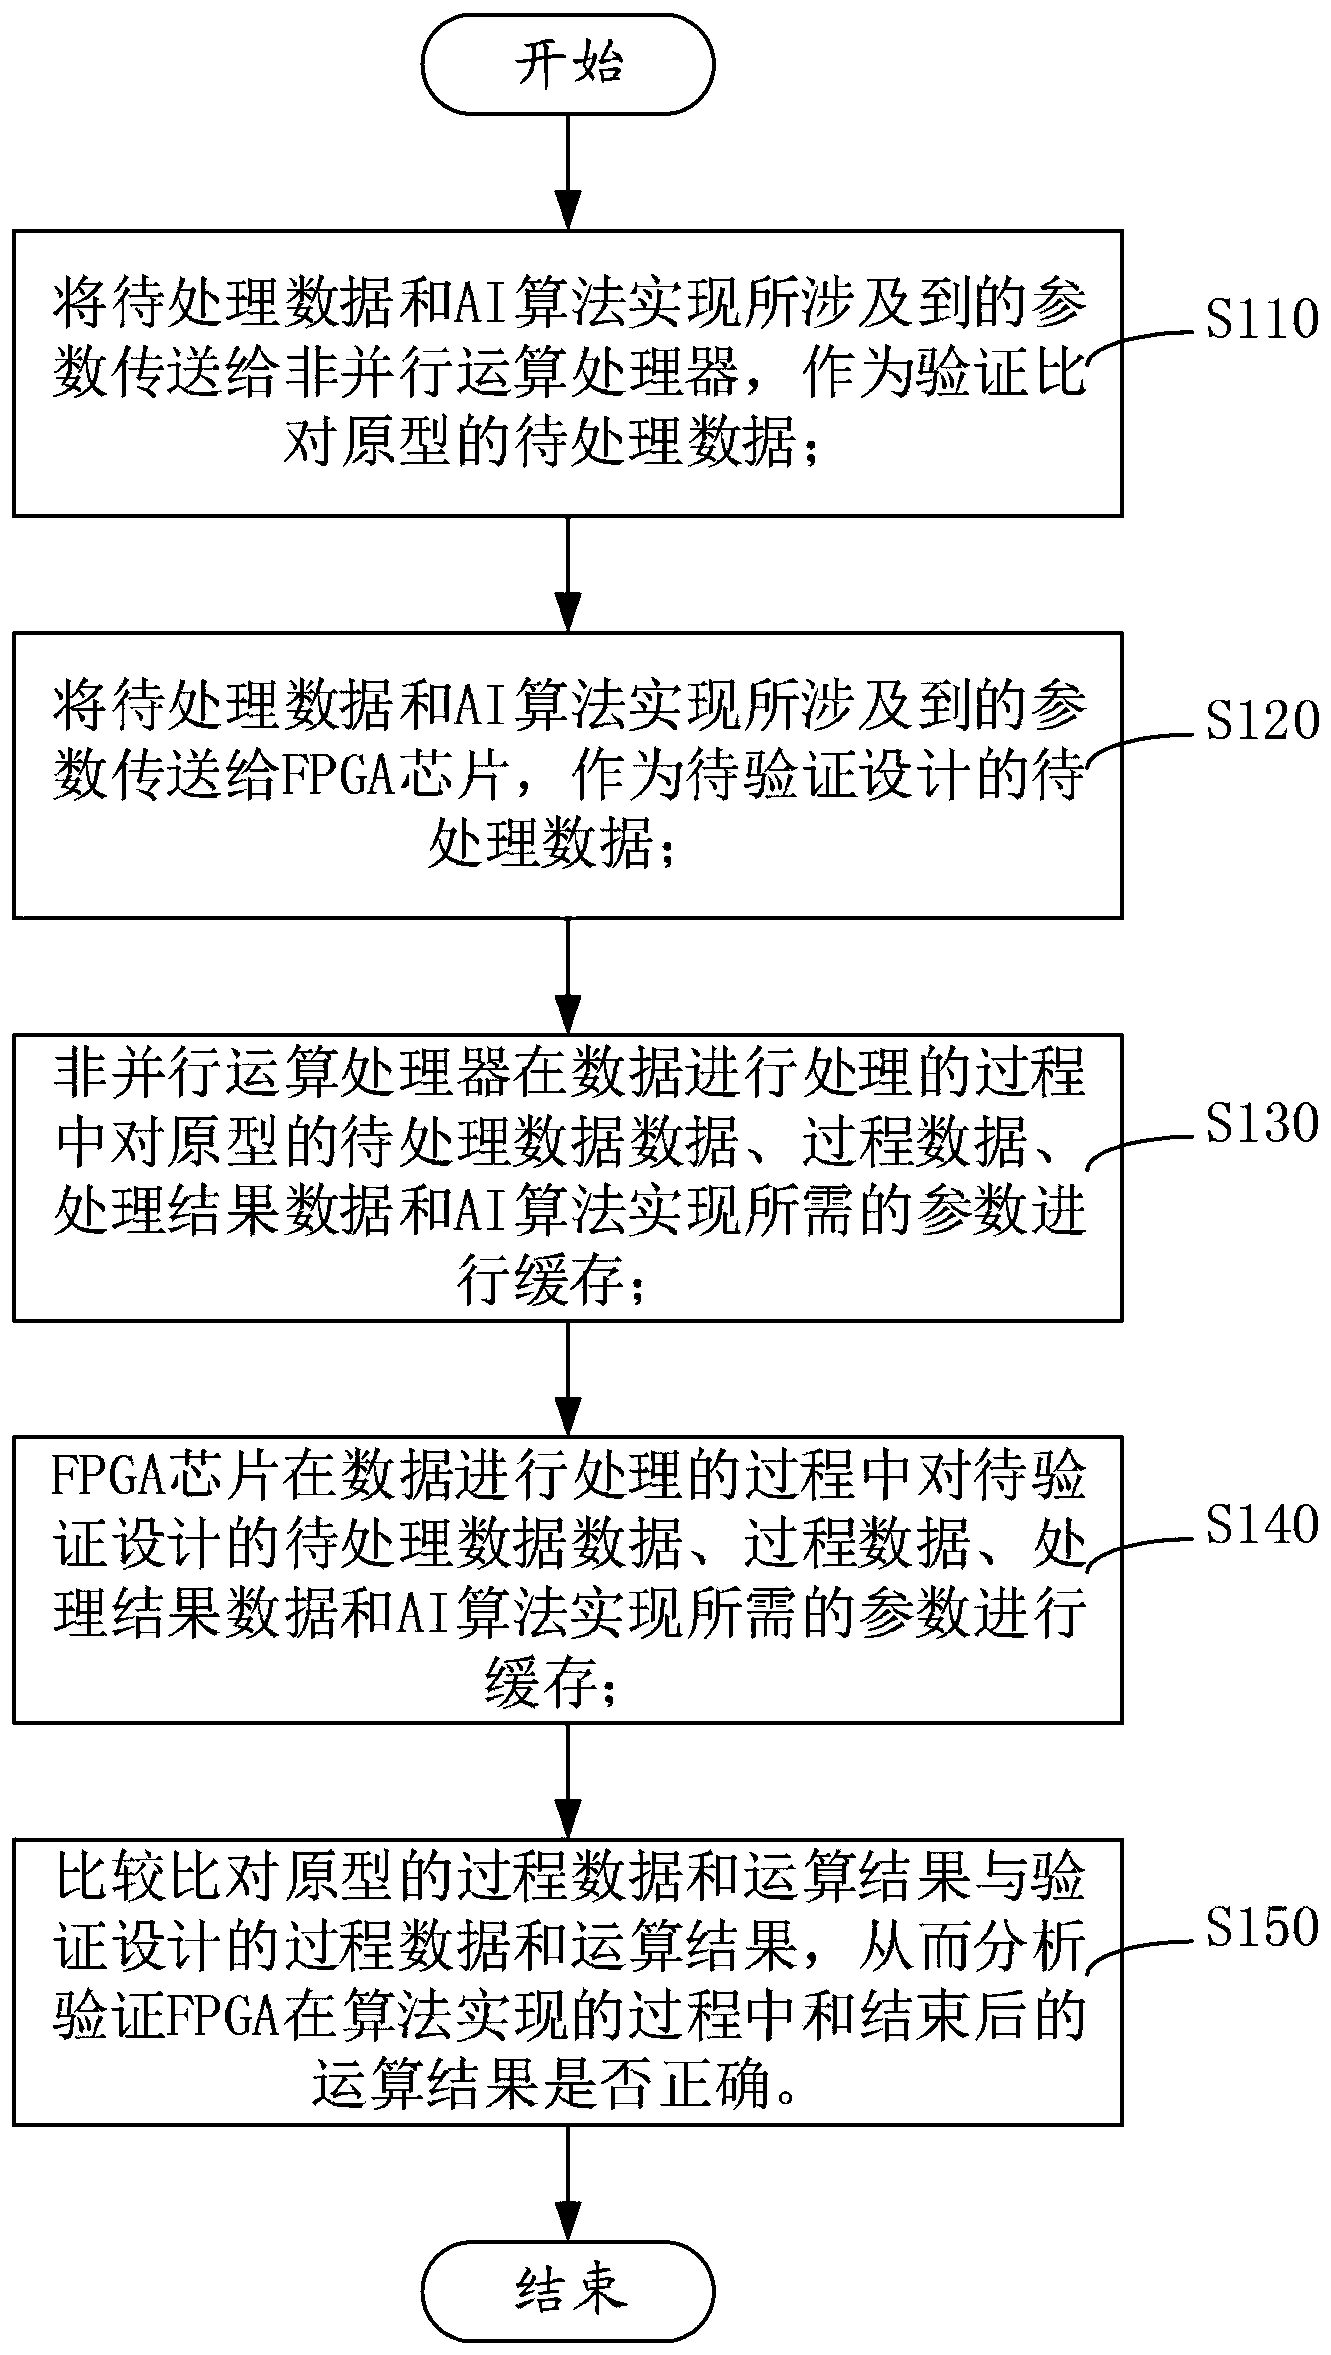 开始
将待处理数据和AI算法实现所涉及到的参
数传送给非并行运算处理器，作为验证比
对原型的待处理数据；
S110
将待处理数据和AI算法实现所涉及到的参
数传送给FPGA芯片，作为待验证设计的待
处理数据；
S120
非并行运算处理器在数据进行处理的过程
中对原型的待处理数据数据、过程数据、
处理结果数据和AI算法实现所需的参数进
行缓存；
S130
FPGA芯片在数据进行处理的过程中对待验
证设计的待处理数据数据、过程数据、处
理结果数据和AI算法实现所需的参数进行
缓存；
S140
比较比对原型的过程数据和运算结果与验
证设计的过程数据和运算结果，从而分析
验证FPGA在算法实现的过程中和结束后的
运算结果是否正确。
S150
结束